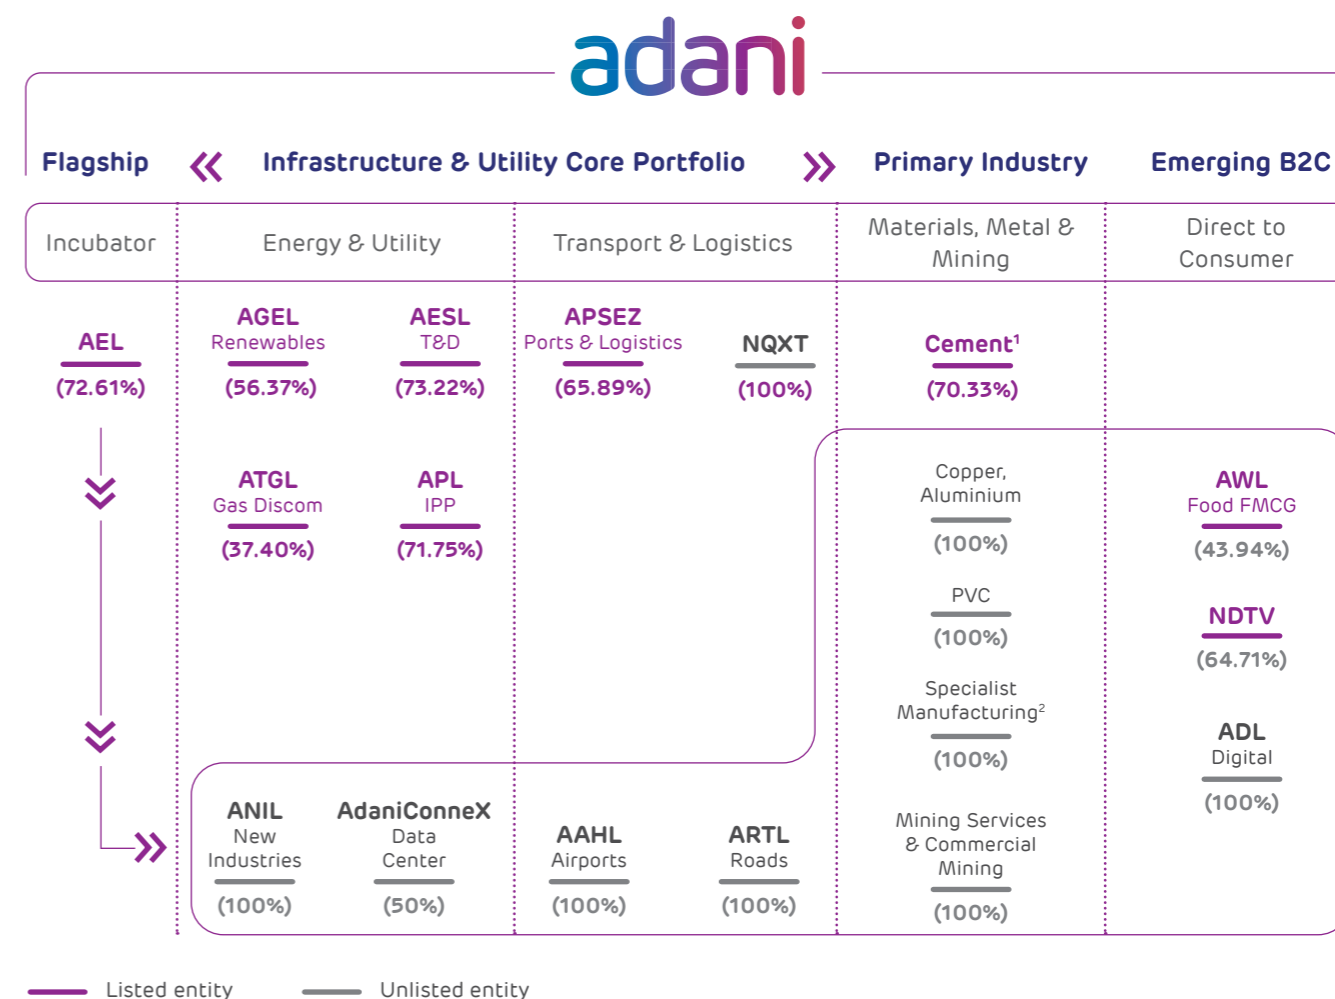 adani
Flagship
Infrastructure & Utility Core Portfolio
Primary Industry
Emerging B2C
Incubator
Energy & Utility
Transport & Logistics
Materials, Metal &
Mining
Direct to
Consumer
AEL
(72.61%)
AGEL
Renewables
(56.37%)
AESL
T&D
(73.22%)
APSEZ
Ports & Logistics
(65.89%)
NQXT
(100%)
Cement¹
(70.33%)
ATGL
Gas Discom
(37.40%)
APL
IPP
(71.75%)
Copper,
Aluminium
(100%)
PVC
(100%)
Specialist
Manufacturing²
(100%)
Mining Services
& Commercial
Mining
(100%)
AWL
Food FMCG
(43.94%)
NDTV
(64.71%)
ADL
Digital
(100%)
ANIL
New
Industries
(100%)
AdaniConneX
Data
Center
(50%)
AAHL
Airports
(100%)
ARTL
Roads
(100%)
Listed entity
Unlisted entity